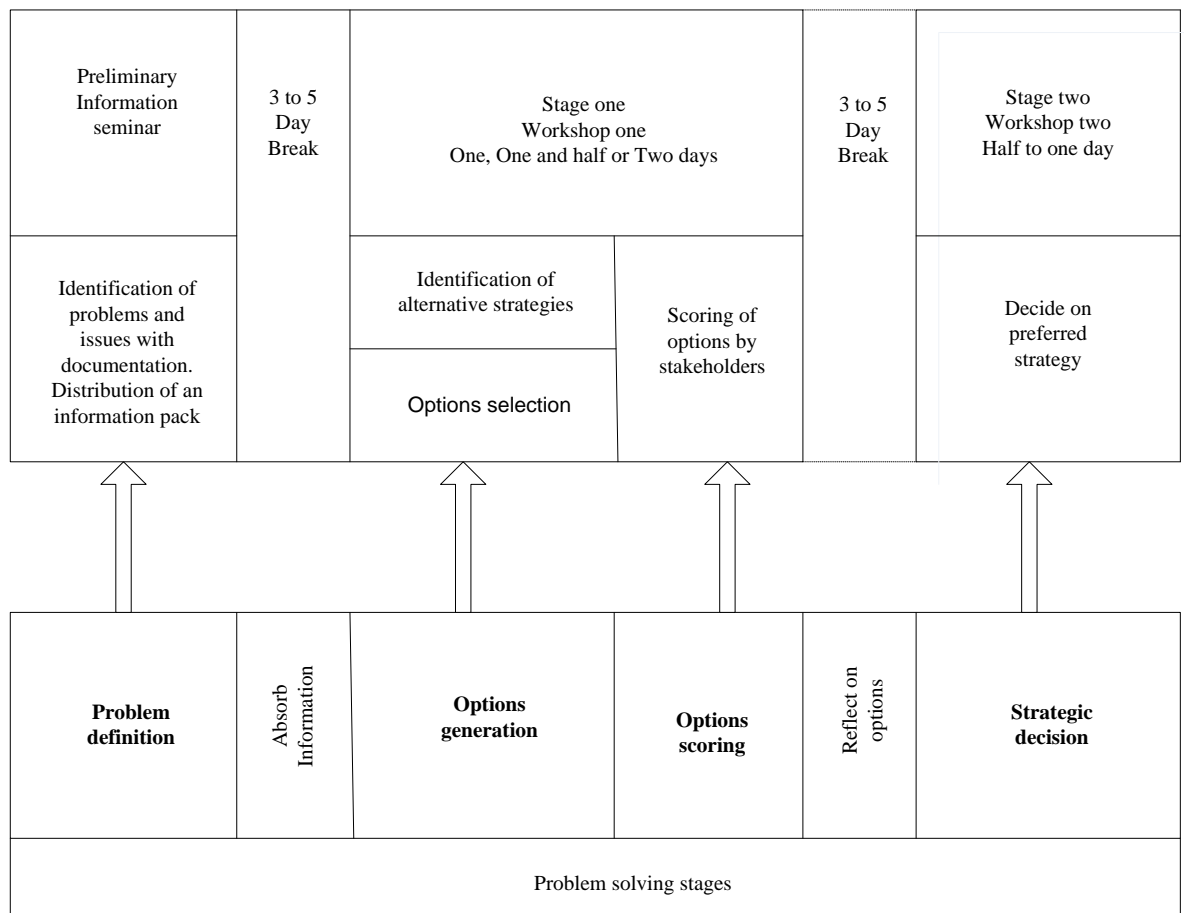 Preliminary
Information
seminar
3 to 5
Day
Break
Stage one
Workshop one
One, One and half or Two days
3 to 5
Day
Break
Stage two
Workshop two
Half to one day
Identification of
problems and
issues with
documentation.
Distribution of an
information pack
Identification of
alternative strategies
Options selection
Scoring of
options by
stakeholders
Decide on
preferred
strategy
Problem
definition
Absorb
Information
Options
generation
Options
scoring
Reflect on
options
Strategic
decision
Problem solving stages